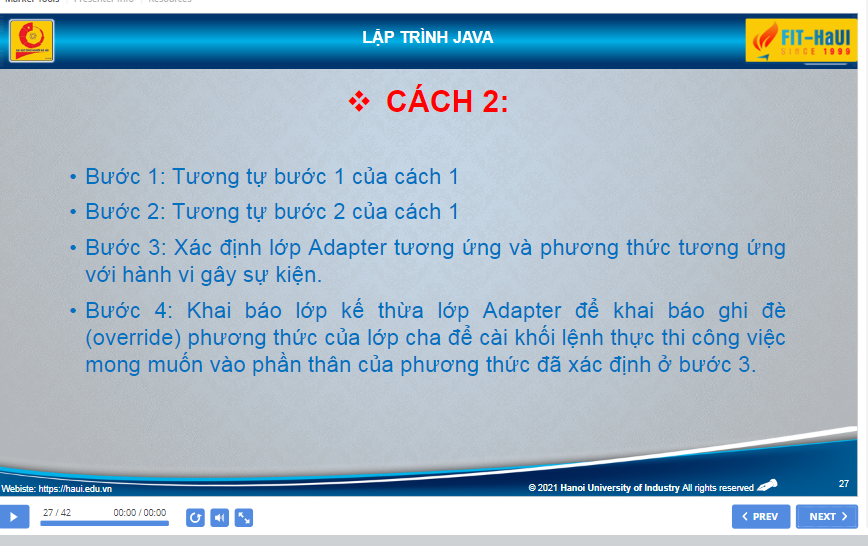 Marker Tools Presenter Info Resources
LẬP TRÌNH JAVA
FIT-HaUI
SINCE 1999
❖ CÁCH 2:
• Bước 1: Tương tự bước 1 của cách 1
• Bước 2: Tương tự bước 2 của cách 1
• Bước 3: Xác định lớp Adapter tương ứng và phương thức tương ứng
với hành vi gây sự kiện.
• Bước 4: Khai báo lớp kế thừa lớp Adapter để khai báo ghi đè
(override) phương thức của lớp cha để cài khối lệnh thực thi công việc
mong muốn vào phần thân của phương thức đã xác định ở bước 3.
Webiste: https://haui.edu.vn
© 2021 Hanoi University of Industry All rights reserved
27
27 / 42
00:00 / 00:00
PREV
NEXT